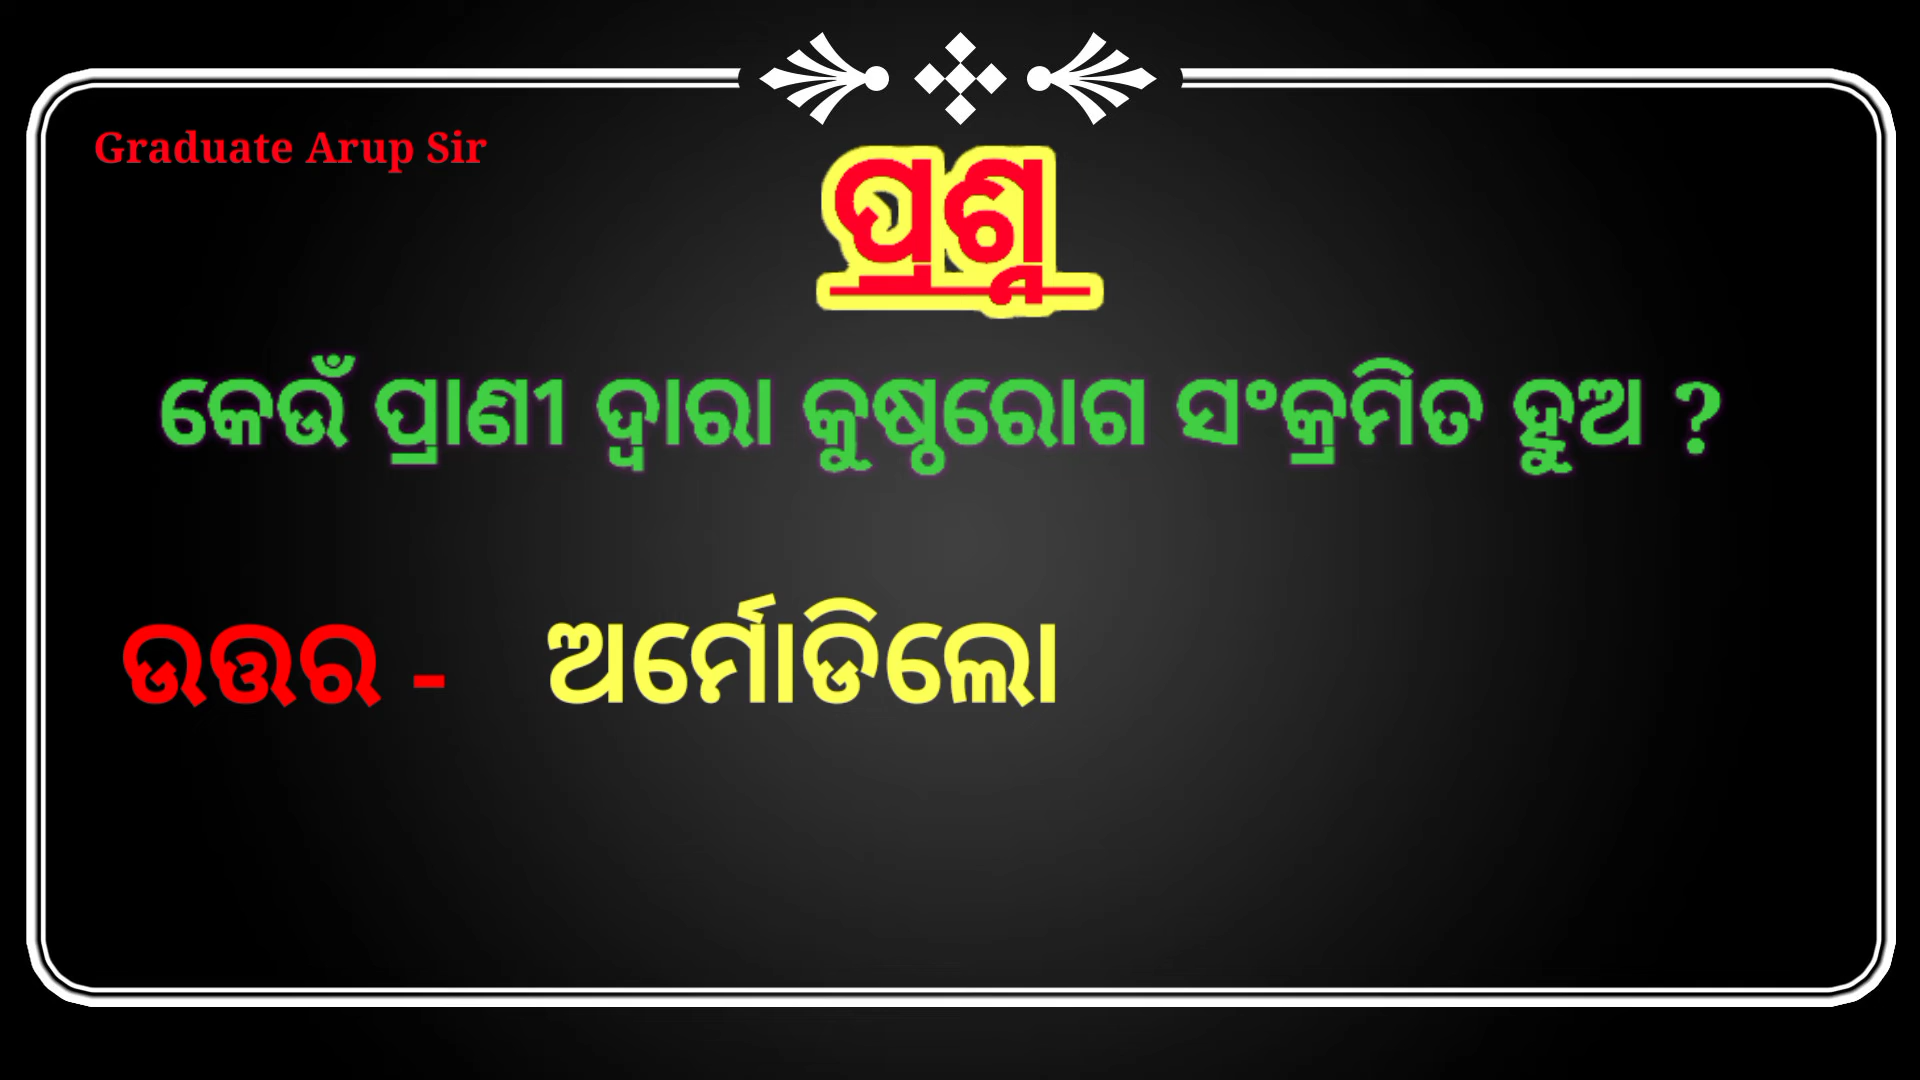 Graduate Arup Sir
ପ୍ରଶ୍ନ
କେଉଁ ପ୍ରାଣୀ ଦ୍ୱାରା କୁଷ୍ଠରୋଗ ସଂକ୍ରମିତ ହୁଅ ?
ଉତ୍ତର - ଅର୍ମୋଡିଲୋ